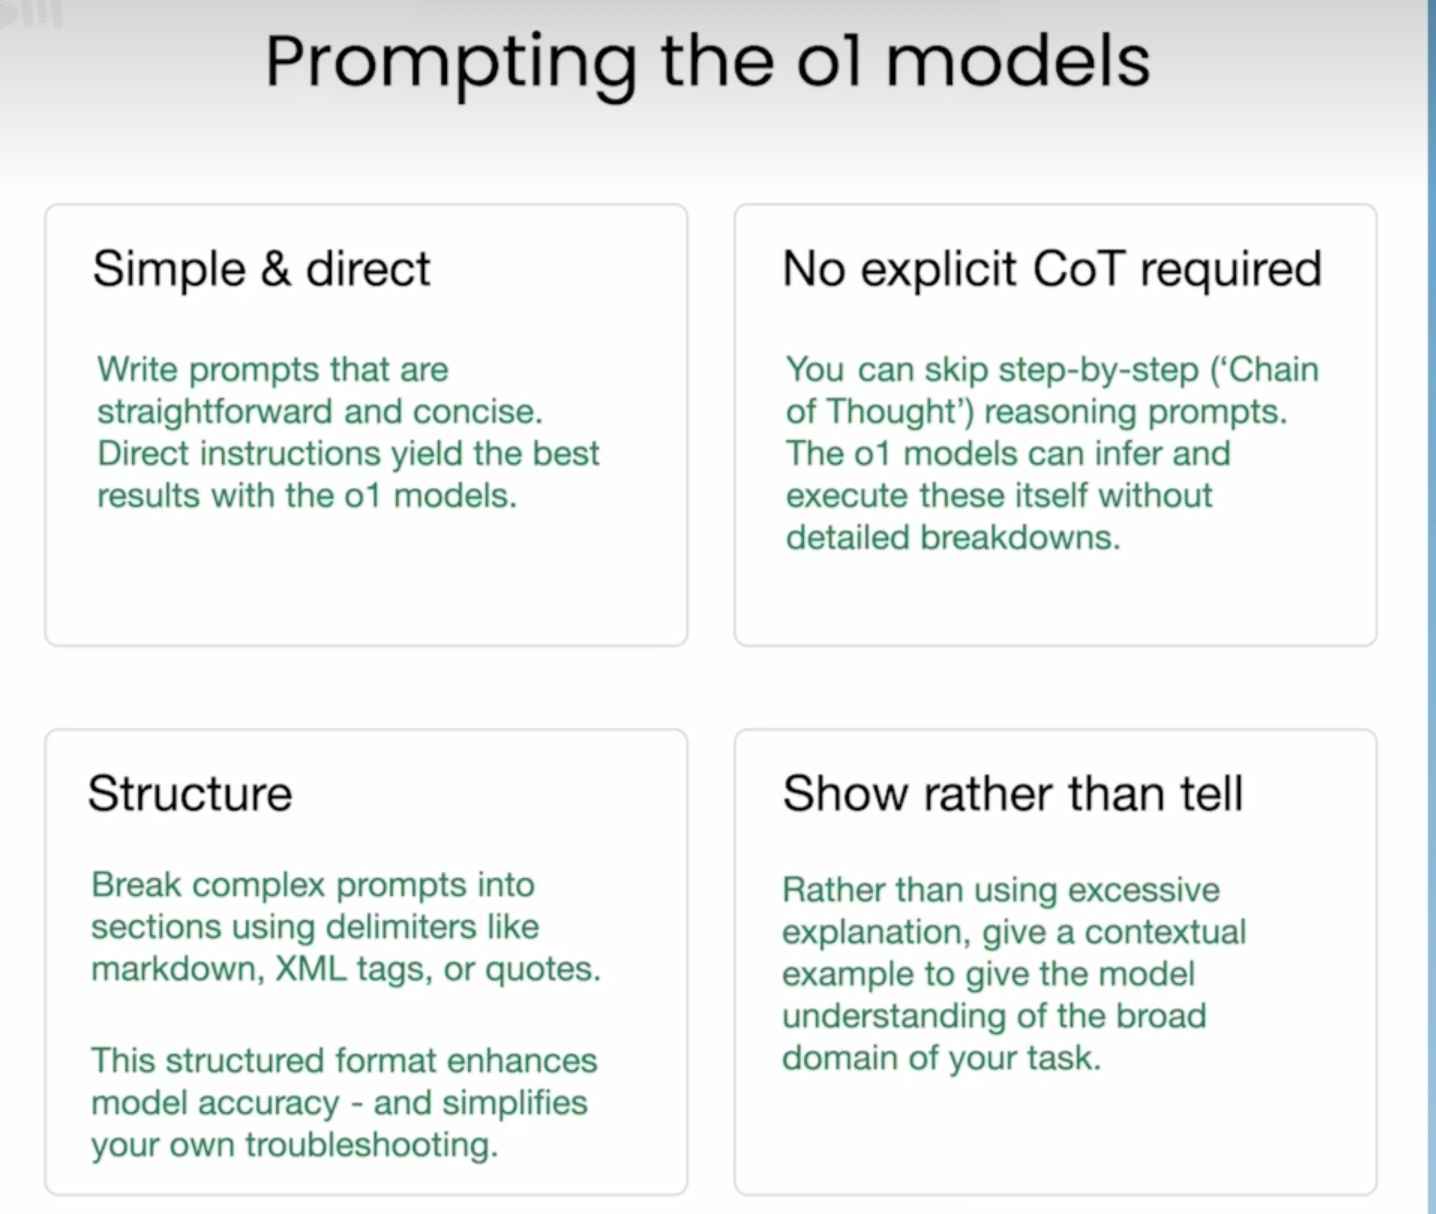 Prompting the o1 models
Simple & direct
Write prompts that are
straightforward and concise.
Direct instructions yield the best
results with the o1 models.
No explicit CoT required
You can skip step-by-step (‘Chain
of Thought’) reasoning prompts.
The o1 models can infer and
execute these itself without
detailed breakdowns.
Structure
Break complex prompts into
sections using delimiters like
markdown, XML tags, or quotes.
This structured format enhances
model accuracy - and simplifies
your own troubleshooting.
Show rather than tell
Rather than using excessive
explanation, give a contextual
example to give the model
understanding of the broad
domain of your task.